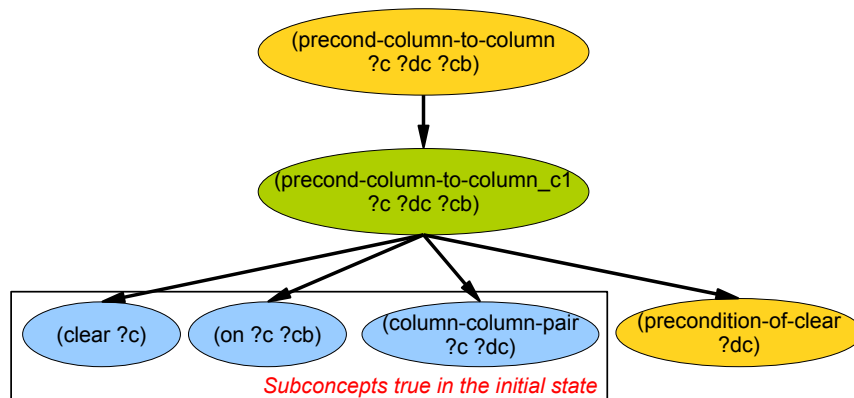 (precond-column-to-column
?c ?dc ?cb)
(precond-column-to-column_c1
?c ?dc ?cb)
(clear ?c)
(on ?c ?cb)
(column-column-pair
?c ?dc)
(precondition-of-clear
?dc)
Subconcepts true in the initial state